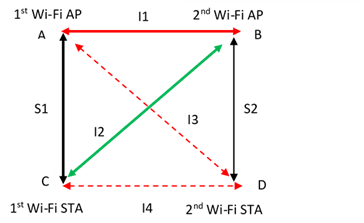 1st Wi-Fi AP I1 2nd Wi-Fi AP
A B
S1 I2 I3 S2
C D
1st Wi-Fi STA I4 2nd Wi-Fi STA